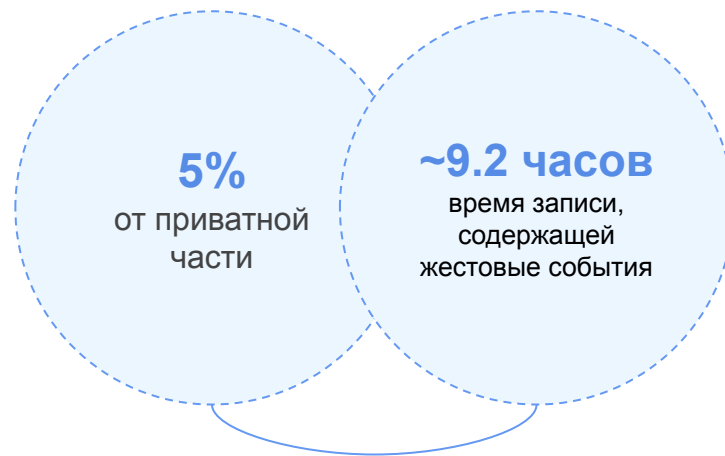 5%
от приватной
части
~9.2 часов
время записи,
содержащей
жестовые события